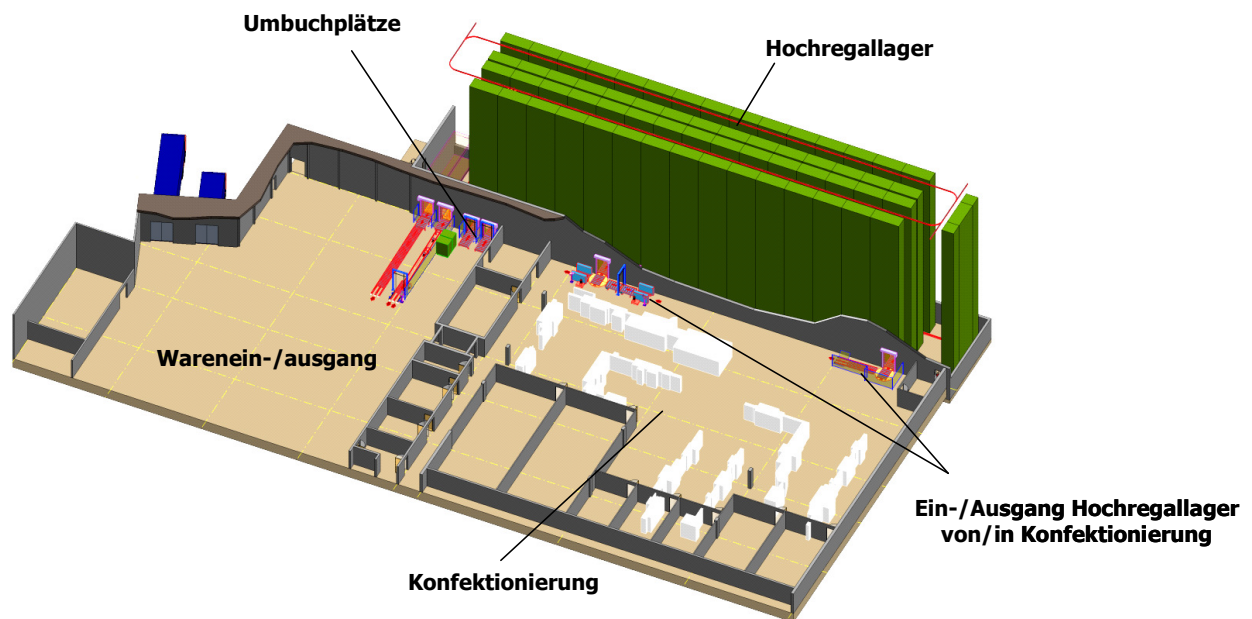 Umbuchplätze
Hochregallager
Warenein-/ausgang
Ein-/Ausgang Hochregallager
von/in Konfektionierung
Konfektionierung